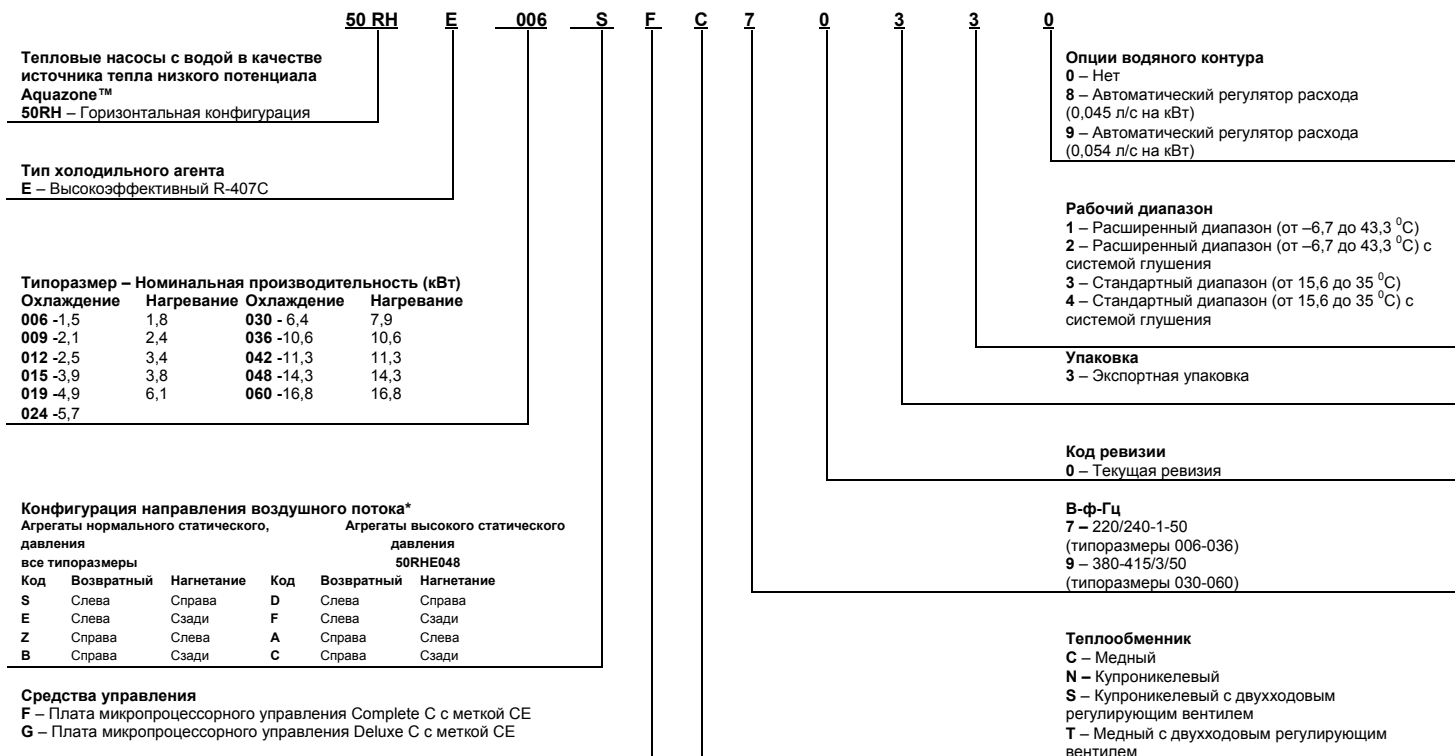 50 RH E 006 S F C 7 0 3 3 0
Тепловые насосы с водой в качестве
источника тепла низкого потенциала
Aquazone™
50RH – Горизонтальная конфигурация
Тип холодильного агента
E – Высокоэффективный R-407C
Типоразмер – Номинальная производительность (кВт)
Охлаждение Нагревание Охлаждение Нагревание
006 -1,5 1,8 030 - 6,4 7,9
009 -2,1 2,4 036 -10,6 10,6
012 -2,5 3,4 042 -11,3 11,3
015 -3,9 3,8 048 -14,3 14,3
019 -4,9 6,1 060 -16,8 16,8
024 -5,7
Конфигурация направления воздушного потока*
Агрегаты нормального статического, Агрегаты высокого статического
давления давления
все типоразмеры 50RHE048
Код Возвратный Нагнетание Код Возвратный Нагнетание
S Слева Справа D Слева Справа
E Слева Сзади F Слева Сзади
Z Справа Слева A Справа Слева
B Справа Сзади C Справа Сзади
Средства управления
F – Плата микропроцессорного управления Complete C с меткой CE
G – Плата микропроцессорного управления Deluxe C с меткой CE
Опции водяного контура
0 – Нет
8 – Автоматический регулятор расхода
(0,045 л/с на кВт)
9 – Автоматический регулятор расхода
(0,054 л/с на кВт)
Рабочий диапазон
1 – Расширенный диапазон (от –6,7 до 43,3 ⁰C)
2 – Расширенный диапазон (от –6,7 до 43,3 ⁰C) с
системой глушения
3 – Стандартный диапазон (от 15,6 до 35 ⁰C)
4 – Стандартный диапазон (от 15,6 до 35 ⁰C) с
системой глушения
Упаковка
3 – Экспортная упаковка
Код ревизии
0 – Текущая ревизия
В-ф-Гц
7 – 220/240-1-50
(типоразмеры 006-036)
9 – 380-415/3/50
(типоразмеры 030-060)
Теплообменник
C – Медный
N – Купроникелевый
S – Купроникелевый с двухходовым
регулирующим вентилем
T – Медный с двухходовым регулирующим
вентилем